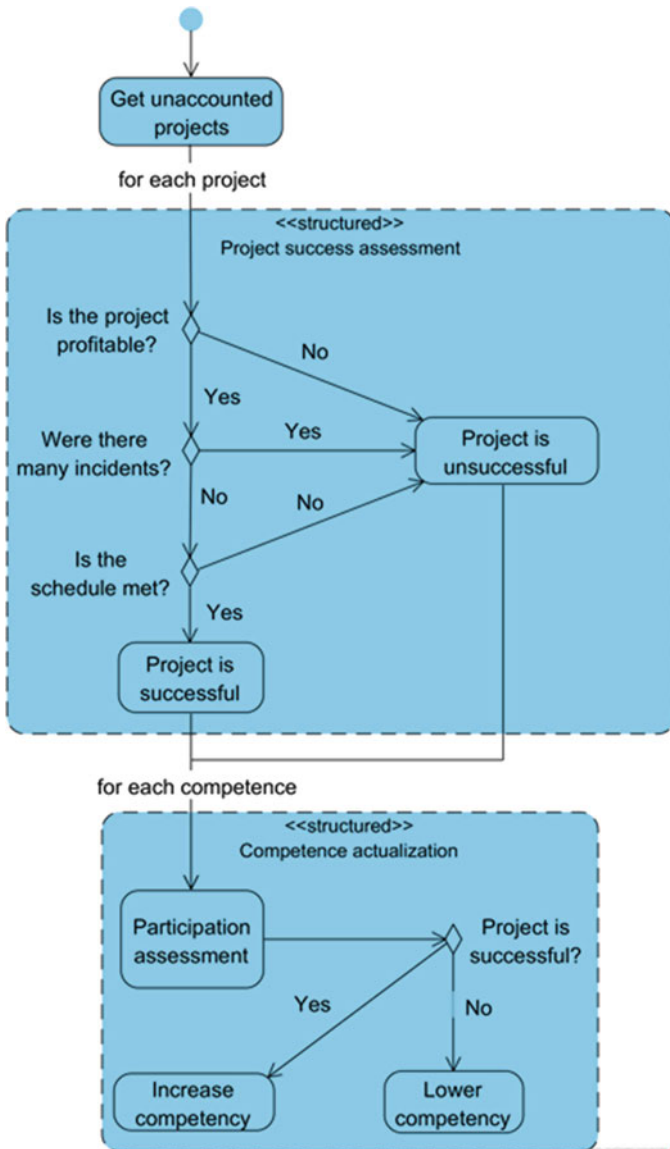 Get unaccounted
projects
for each project
<<structured>>
Project success assessment
Is the project
profitable?
No
Yes
Were there
many incidents?
Yes
Project is
unsuccessful
No
No
Is the
schedule met?
Yes
Project is
successful
for each competence
<<structured>>
Competence actualization
Participation
assessment
Project is
successful?
Yes
No
Increase
competency
Lower
competency